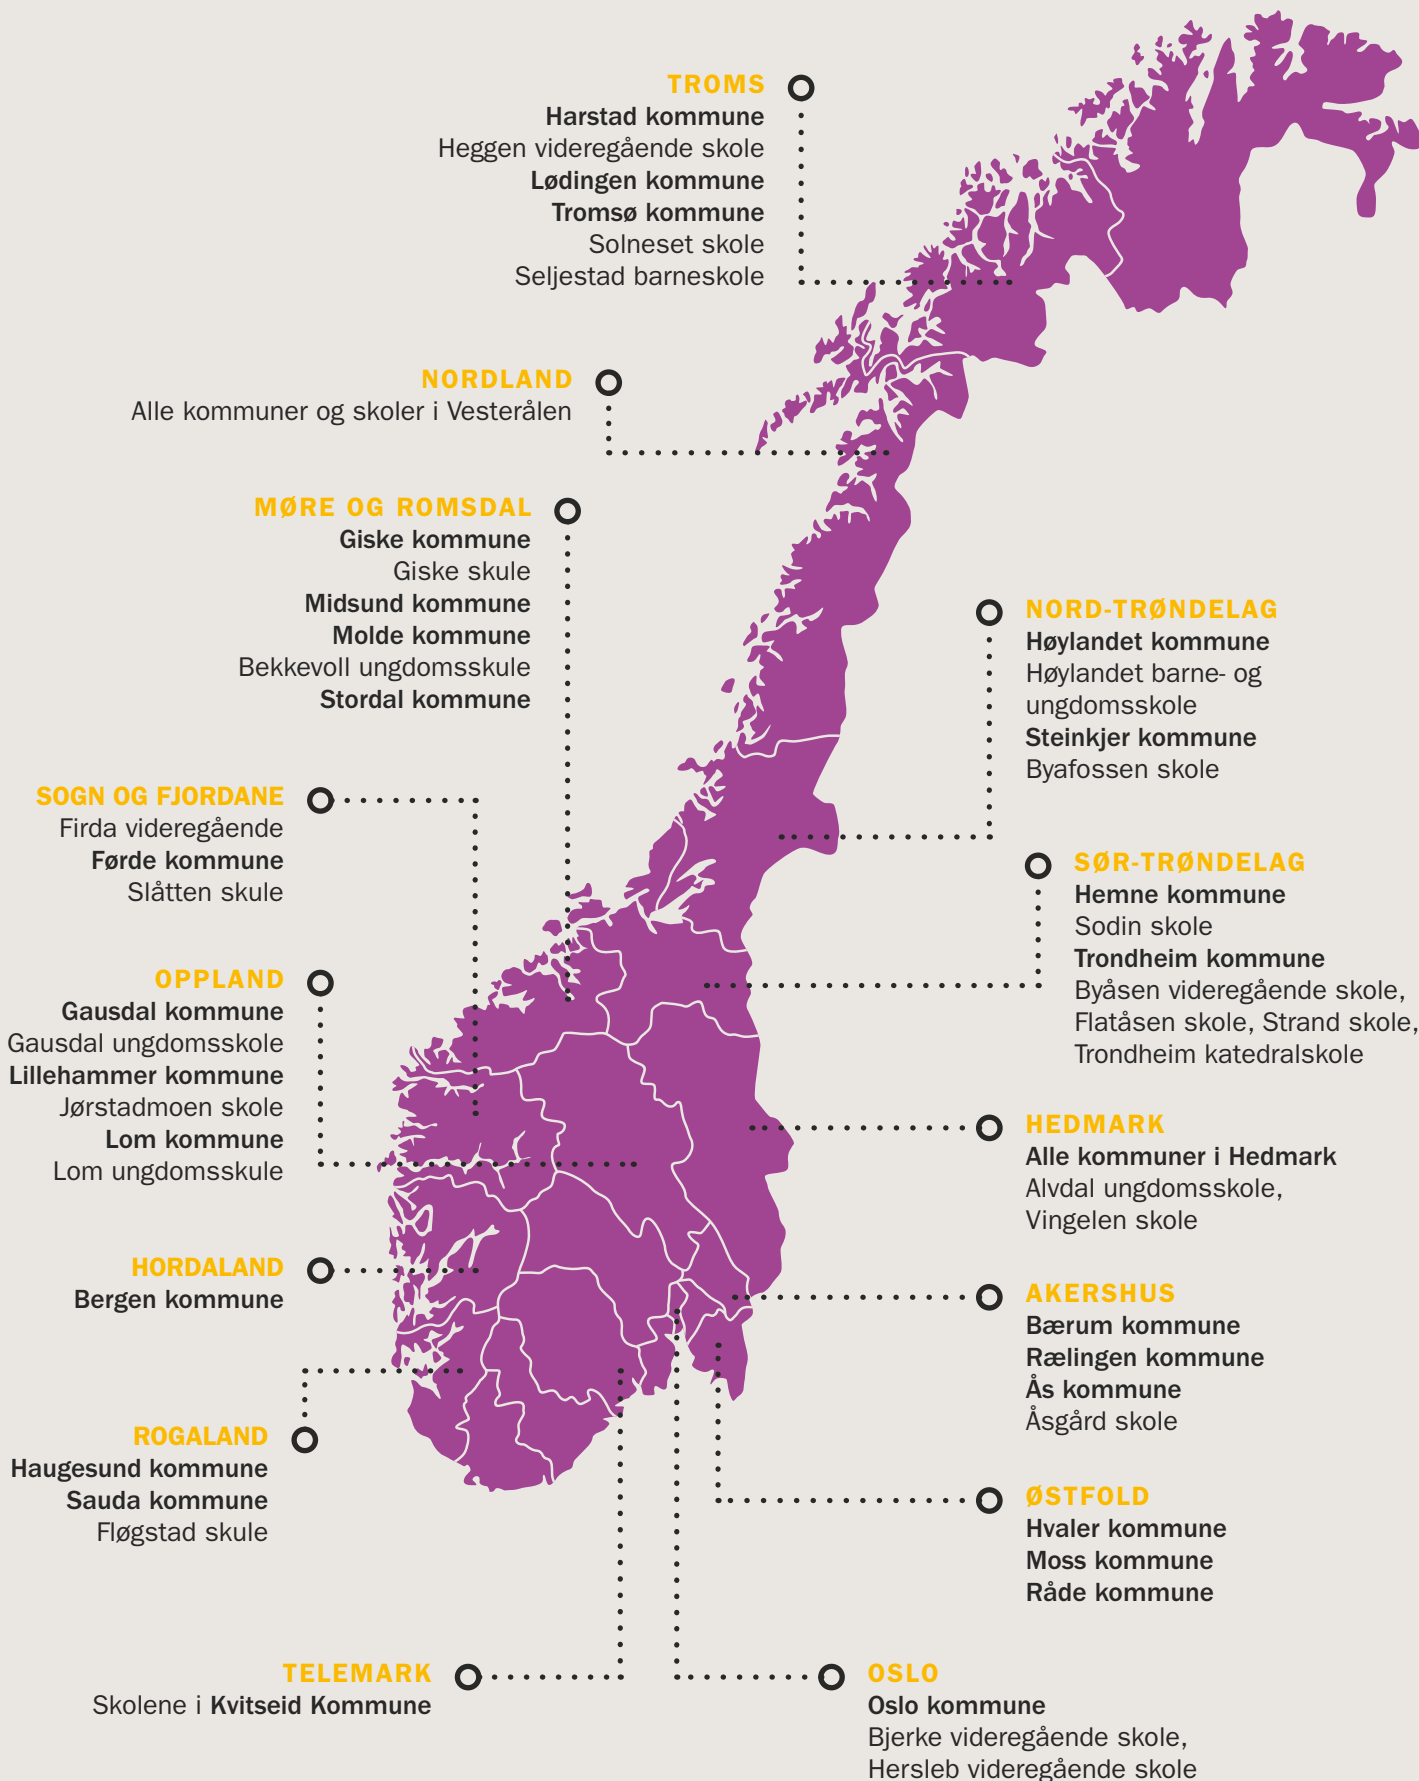 TROMS
Harstad kommune
Heggen videregående skole
Lødingen kommune
Tromsø kommune
Solneset skole
Seljestad barneskole
NORDLAND
Alle kommuner og skoler i Vesterålen
MØRE OG ROMSDAL
Giske kommune
Giske skule
Midsund kommune
Molde kommune
Bekkevoll ungdomsskule
Stordal kommune
NORD-TRØNDELAG
Høylandet kommune
Høylandet barne- og
ungdomsskole
Steinkjer kommune
Byafossen skole
SOGN OG FJORDANE
Firda videregående
Førde kommune
Slåtten skule
SØR-TRØNDELAG
Hemne kommune
Sodin skole
Trondheim kommune
Byåsen videregående skole,
Flatåsen skole, Strand skole,
Trondheim katedralskole
OPPLAND
Gausdal kommune
Gausdal ungdomsskole
Lillehammer kommune
Jørstadmoen skole
Lom kommune
Lom ungdomsskule
HEDMARK
Alle kommuner i Hedmark
Alvdal ungdomsskole,
Vingelen skole
HORDALAND
Bergen kommune
AKERSHUS
Bærum kommune
Rælingen kommune
Ås kommune
Åsgård skole
ROGALAND
Haugesund kommune
Sauda kommune
Fløgstad skule
ØSTFOLD
Hvaler kommune
Moss kommune
Råde kommune
TELEMARK
Skolene i Kvitseid Kommune
OSLO
Oslo kommune
Bjerke videregående skole,
Hersleb videregående skole